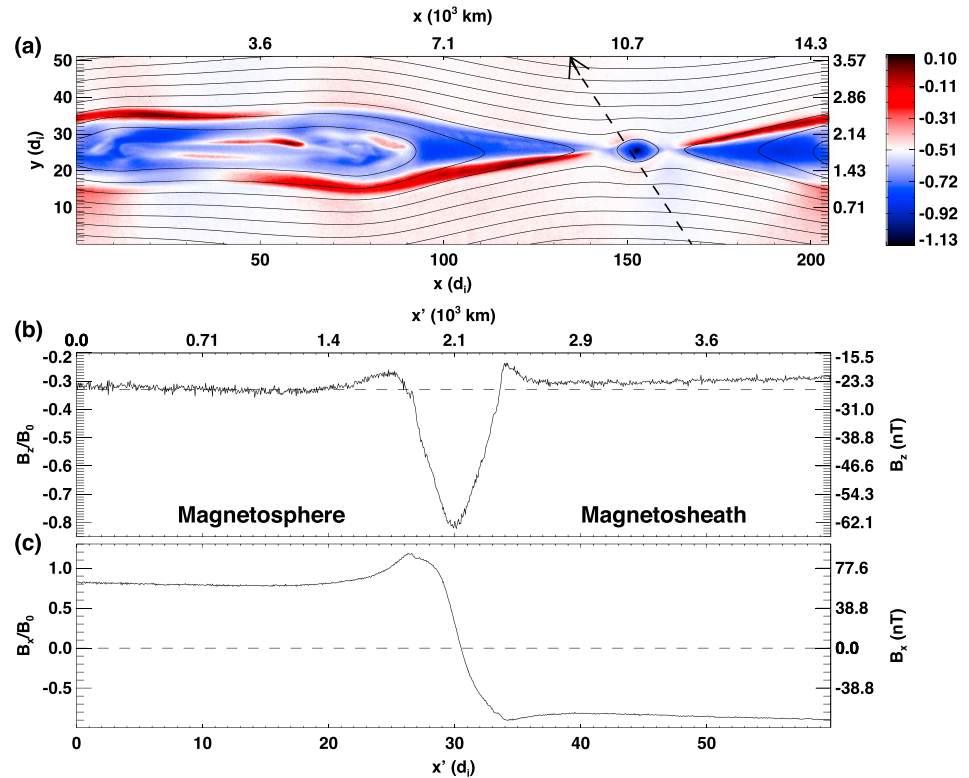 x (10³ km)
(a) 3.6 7.1 10.7 14.3
50 40 30 20 10
y (dᵢ)
3.57 2.86 2.14 1.43 0.71
0.10 -0.11 -0.31 -0.51 -0.72 -0.92 -1.13
50 100 150 200
x (dᵢ)
x' (10³ km)
(b) 0.0 0.71 1.4 2.1 2.9 3.6
-0.2 -0.3 -0.4 -0.5 -0.6 -0.7 -0.8
B_z/B₀
-15.5 -23.3 -31.0 -38.8 -46.6 -54.3 -62.1
B_z (nT)
Magnetosphere Magnetosheath
(c)
1.0 0.5 0.0 -0.5
B_x/B₀
77.6 38.8 0.0 -38.8
B_x (nT)
0 10 20 30 40 50
x' (dᵢ)